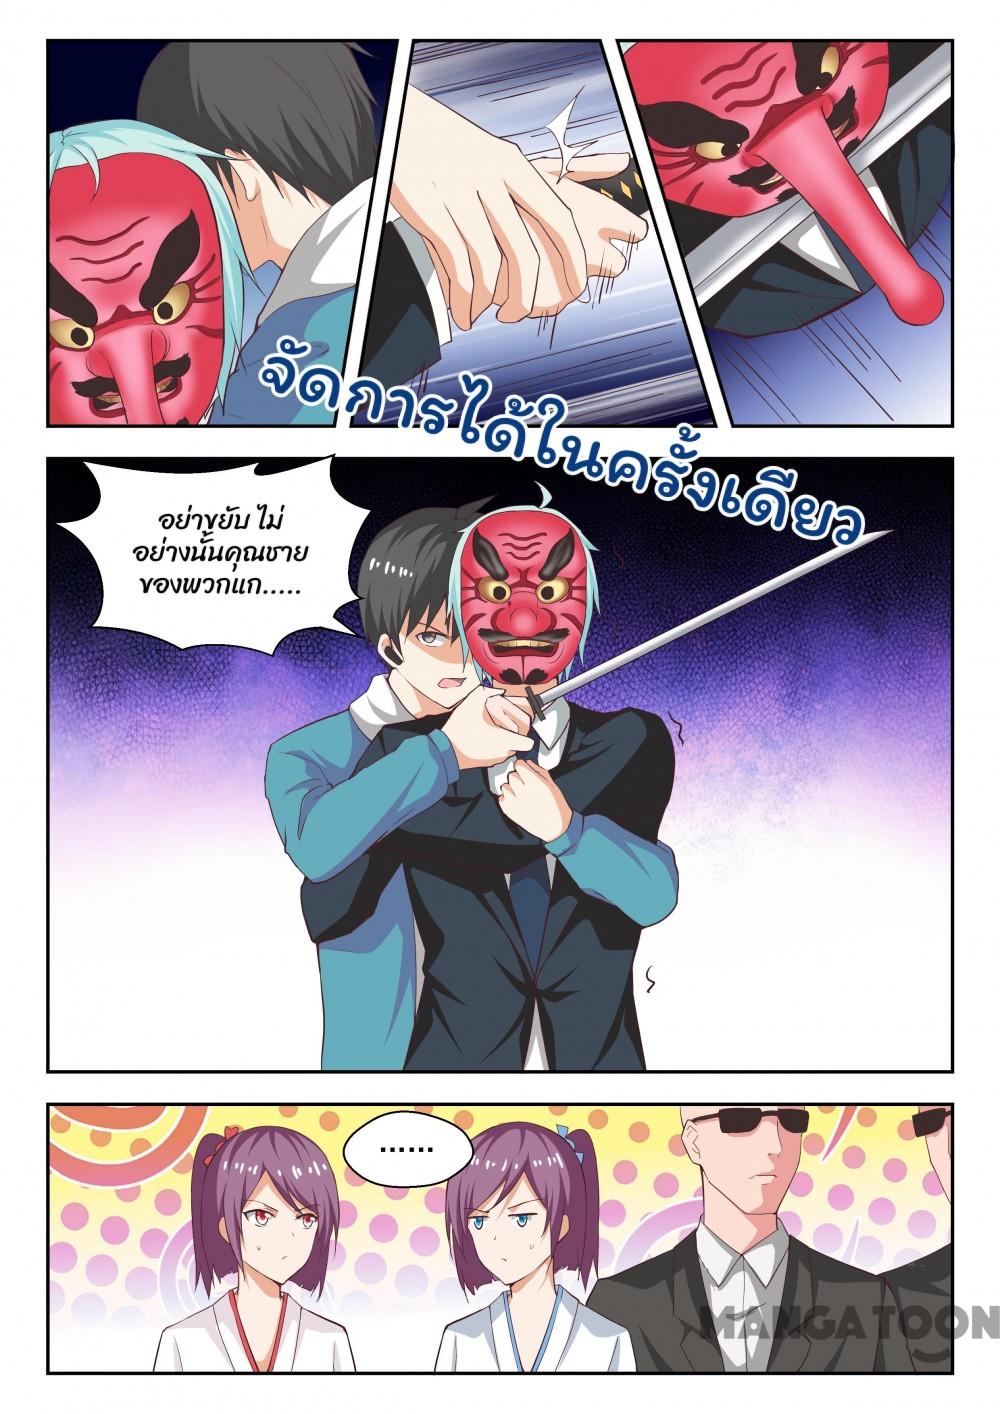 จัดการได้ในครั้งเดียว
อย่าขยับ ไม่
อย่างนั้นคุณชาย
ของพวกแก.....
......
MANGATOON